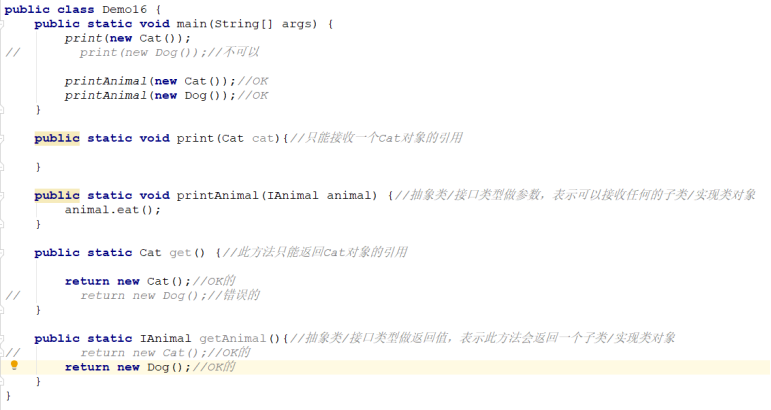 public class Demo16 {
public static void main(String[] args) {
print(new Cat());
// print(new Dog());//不可以
printAnimal(new Cat());//OK
printAnimal(new Dog());//OK
}
public static void print(Cat cat){//只能接收一个Cat对象的引用
}
public static void printAnimal(IAnimal animal) {//抽象类/接口类型做参数，表示可以接收任何的子类/实现类对象
animal.eat();
}
public static Cat get() {//此方法只能返回Cat对象的引用
return new Cat();//OK的
// return new Dog();//错误的
}
public static IAnimal getAnimal(){//抽象类/接口类型做返回值，表示此方法会返回一个子类/实现类对象
// return new Cat();//OK的
return new Dog();//OK的
}
}